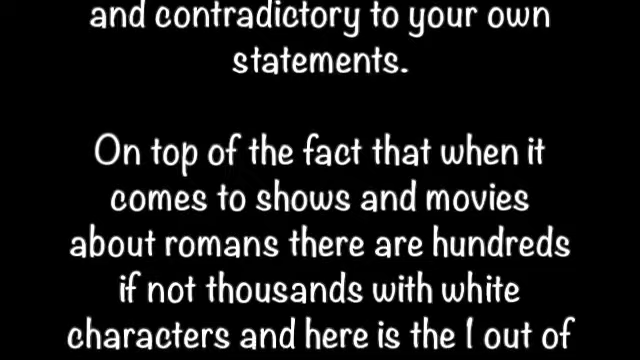 and contradictory to your own
statements.
On top of the fact that when it
comes to shows and movies
about romans there are hundreds
if not thousands with white
characters and here is the 1 out of